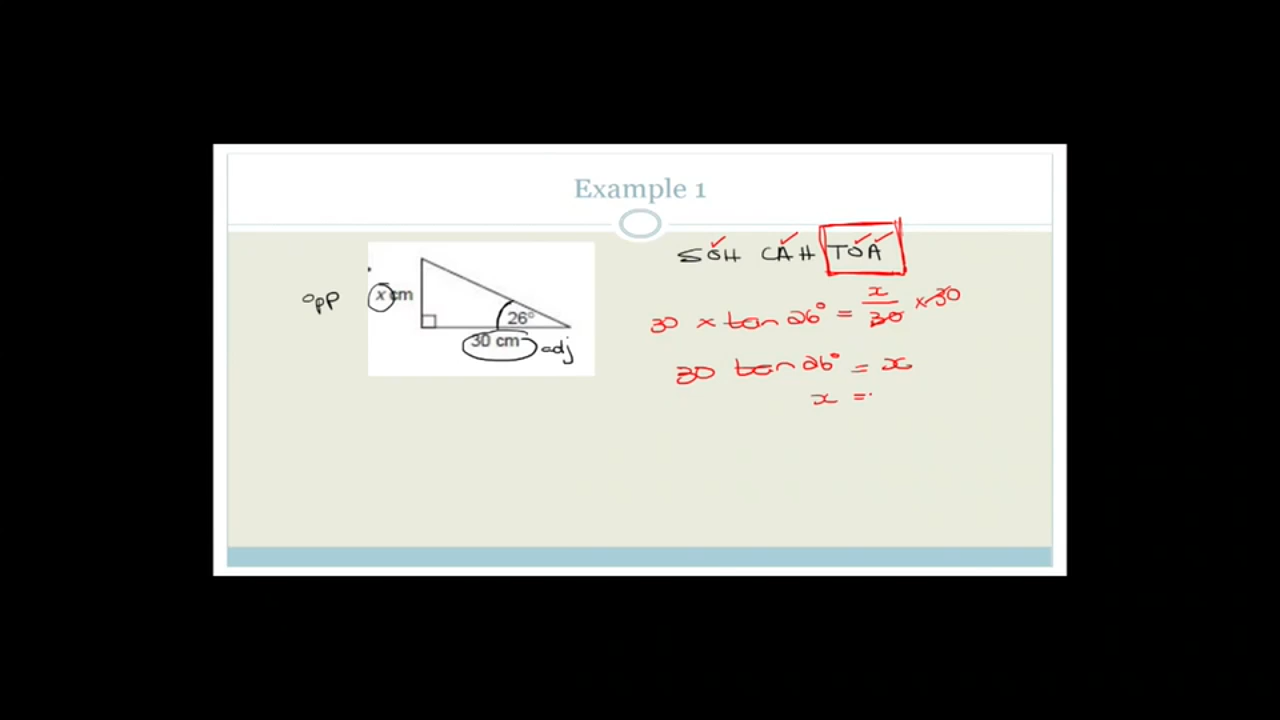 Example 1
SOH CAH TOA
opp
x cm
26°
30 cm adj
30 × tan 26° = x/30 × 30
30 tan 26° = x
x =